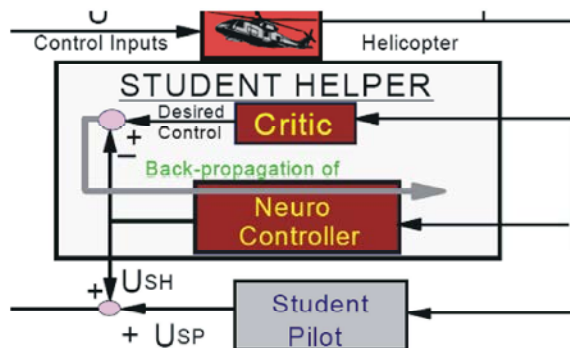 U
Control Inputs
Helicopter
STUDENT HELPER
Desired
Control
Critic
+
−
Back-propagation of
Neuro
Controller
+
USH
+ USP
Student
Pilot